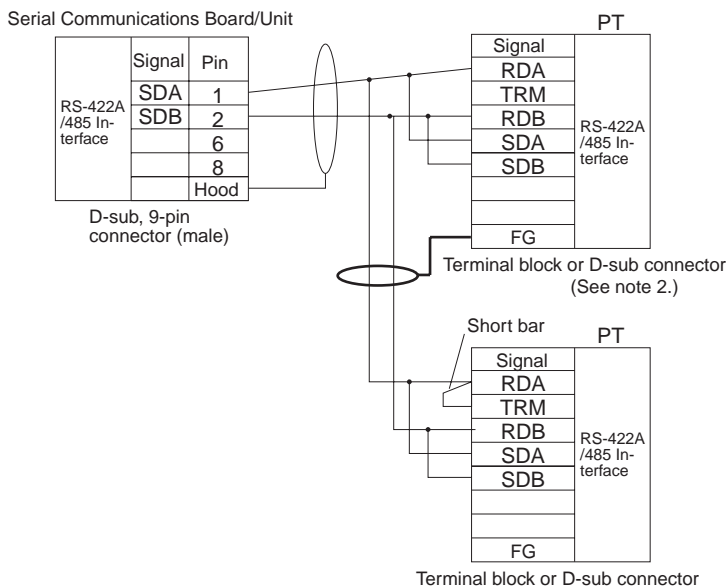 Serial Communications Board/Unit
RS-422A
/485 In-
terface
Signal Pin
SDA 1
SDB 2
6
8
Hood
D-sub, 9-pin
connector (male)
PT
Signal
RDA
TRM
RDB
SDA
SDB
FG
RS-422A
/485 In-
terface
Terminal block or D-sub connector
(See note 2.)
Short bar
PT
Signal
RDA
TRM
RDB
SDA
SDB
FG
RS-422A
/485 In-
terface
Terminal block or D-sub connector